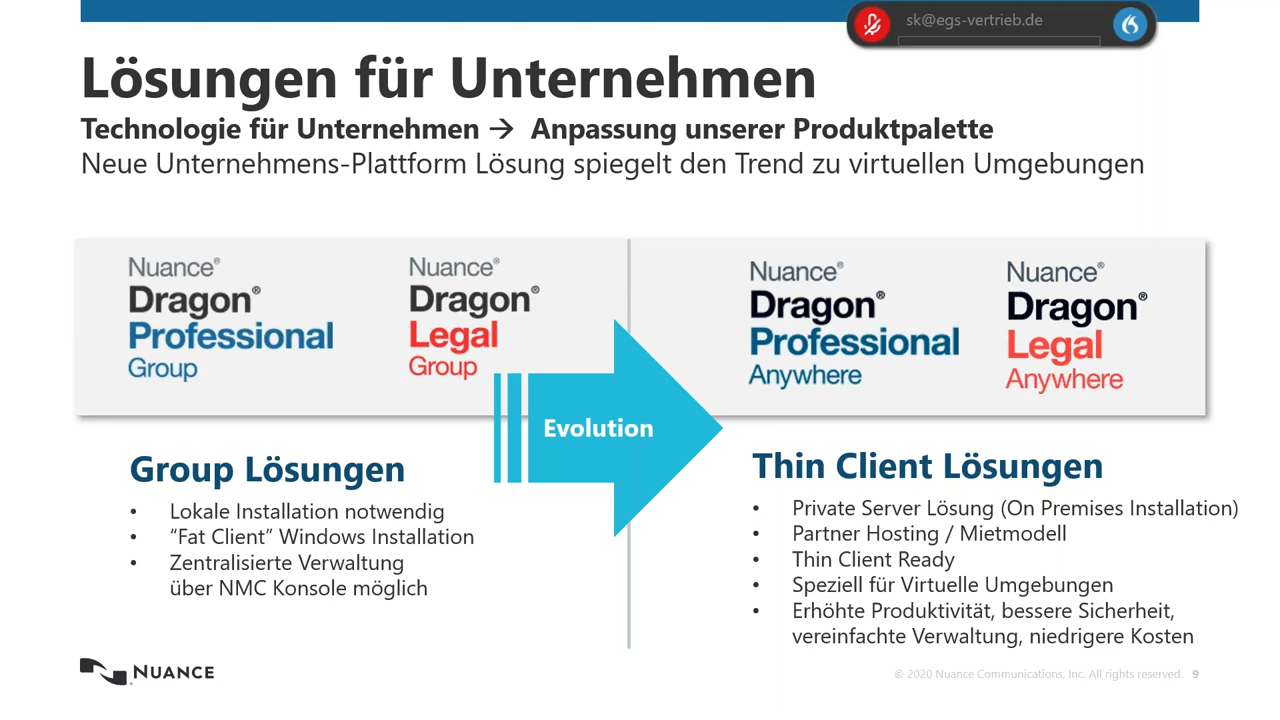 sk@egs-vertrieb.de
Lösungen für Unternehmen
Technologie für Unternehmen → Anpassung unserer Produktpalette
Neue Unternehmens-Plattform Lösung spiegelt den Trend zu virtuellen Umgebungen
Nuance®
Dragon®
Professional
Group
Nuance®
Dragon®
Legal
Group
Nuance®
Dragon®
Professional
Anywhere
Nuance®
Dragon®
Legal
Anywhere
Evolution
Group Lösungen
• Lokale Installation notwendig
• “Fat Client” Windows Installation
• Zentralisierte Verwaltung
über NMC Konsole möglich
Thin Client Lösungen
• Private Server Lösung (On Premises Installation)
• Partner Hosting / Mietmodell
• Thin Client Ready
• Speziell für Virtuelle Umgebungen
• Erhöhte Produktivität, bessere Sicherheit,
vereinfachte Verwaltung, niedrigere Kosten
NUANCE
© 2020 Nuance Communications, Inc. All rights reserved. 9